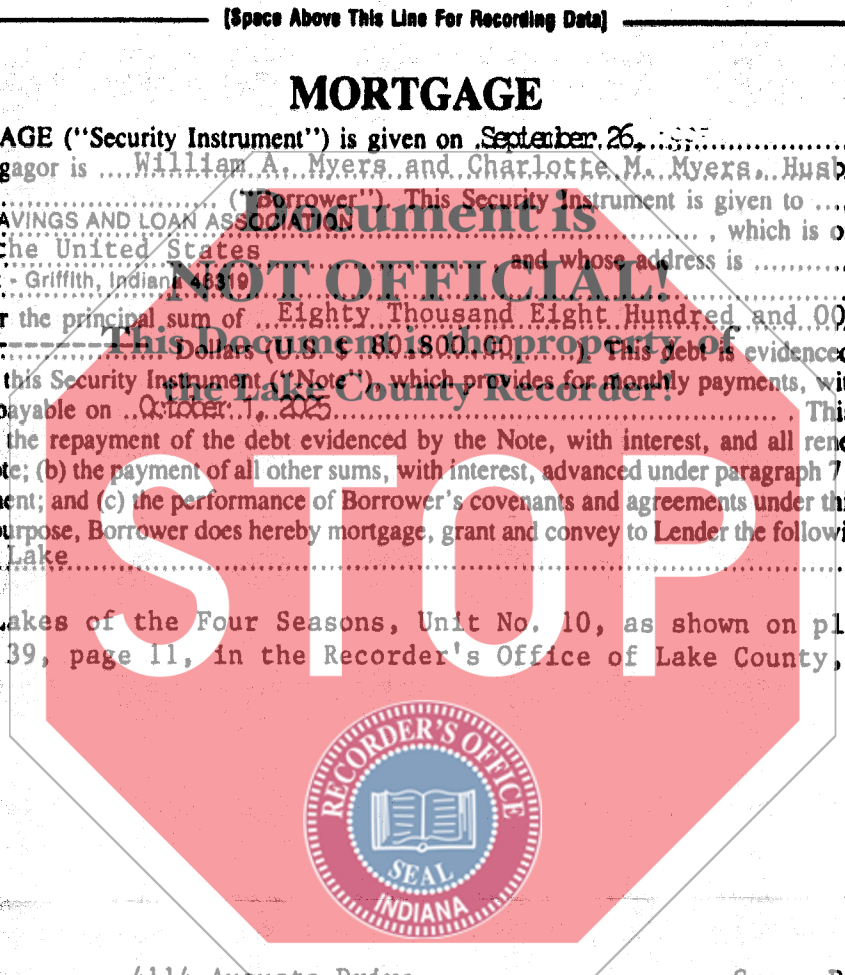 [Space Above This Line For Recording Data]
MORTGAGE
AGE ("Security Instrument") is given on September 26,
gagor is William A. Myers and Charlotte M. Myers, Husb
("Borrower"). This Security Instrument is given to
AVINGS AND LOAN ASSOCIATION , which is o
the United States and whose address is
- Griffith, Indiana 46319
r the principal sum of Eighty Thousand Eight Hundred and 00
Dollars (U.S. $ 80,800.00 ). This debt is evidenced
this Security Instrument ("Note"), which provides for monthly payments, wit
payable on October 1, 2025 . This
the repayment of the debt evidenced by the Note, with interest, and all rene
te; (b) the payment of all other sums, with interest, advanced under paragraph 7
ent; and (c) the performance of Borrower's covenants and agreements under thi
urpose, Borrower does hereby mortgage, grant and convey to Lender the followi
Lake
akes of the Four Seasons, Unit No. 10, as shown on pl
39, page 11, in the Recorder's Office of Lake County,
Document is
NOT OFFICIAL!
This Document is the property of
the Lake County Recorder!
STOP
RECORDER'S OFFICE
SEAL
INDIANA
4114 Augusta Drive